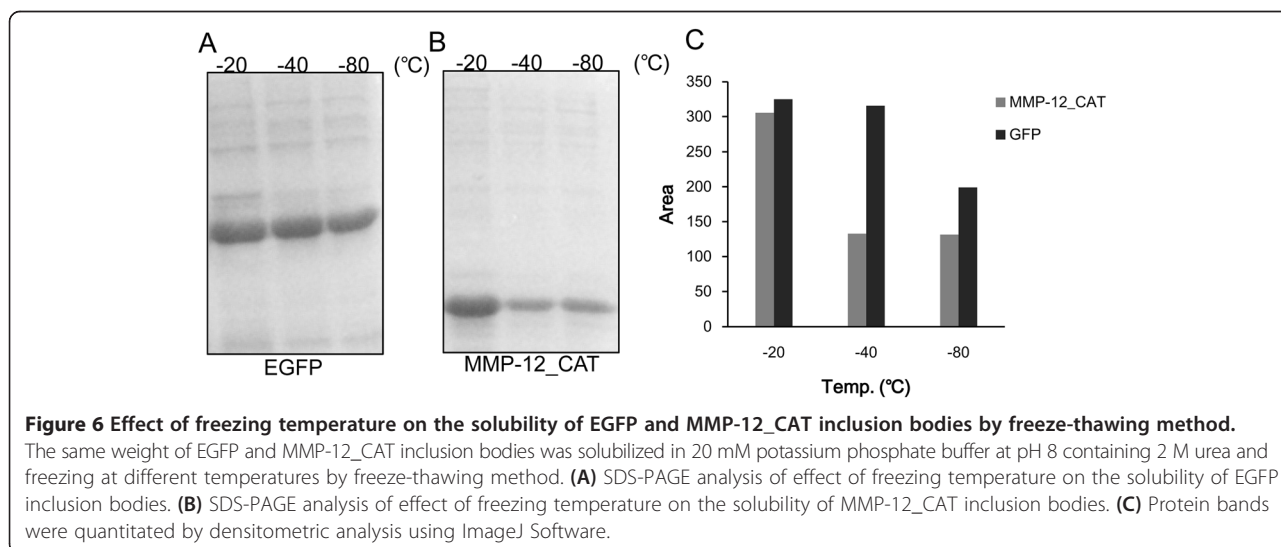 A
-20 -40 -80 (°C)
EGFP
B
-20 -40 -80 (°C)
MMP-12_CAT
C
350
300
250
200
150
100
50
0
Area
-20 -40 -80
Temp. (°C)
MMP-12_CAT
GFP
Figure 6 Effect of freezing temperature on the solubility of EGFP and MMP-12_CAT inclusion bodies by freeze-thawing method.
The same weight of EGFP and MMP-12_CAT inclusion bodies was solubilized in 20 mM potassium phosphate buffer at pH 8 containing 2 M urea and
freezing at different temperatures by freeze-thawing method. (A) SDS-PAGE analysis of effect of freezing temperature on the solubility of EGFP
inclusion bodies. (B) SDS-PAGE analysis of effect of freezing temperature on the solubility of MMP-12_CAT inclusion bodies. (C) Protein bands
were quantitated by densitometric analysis using ImageJ Software.